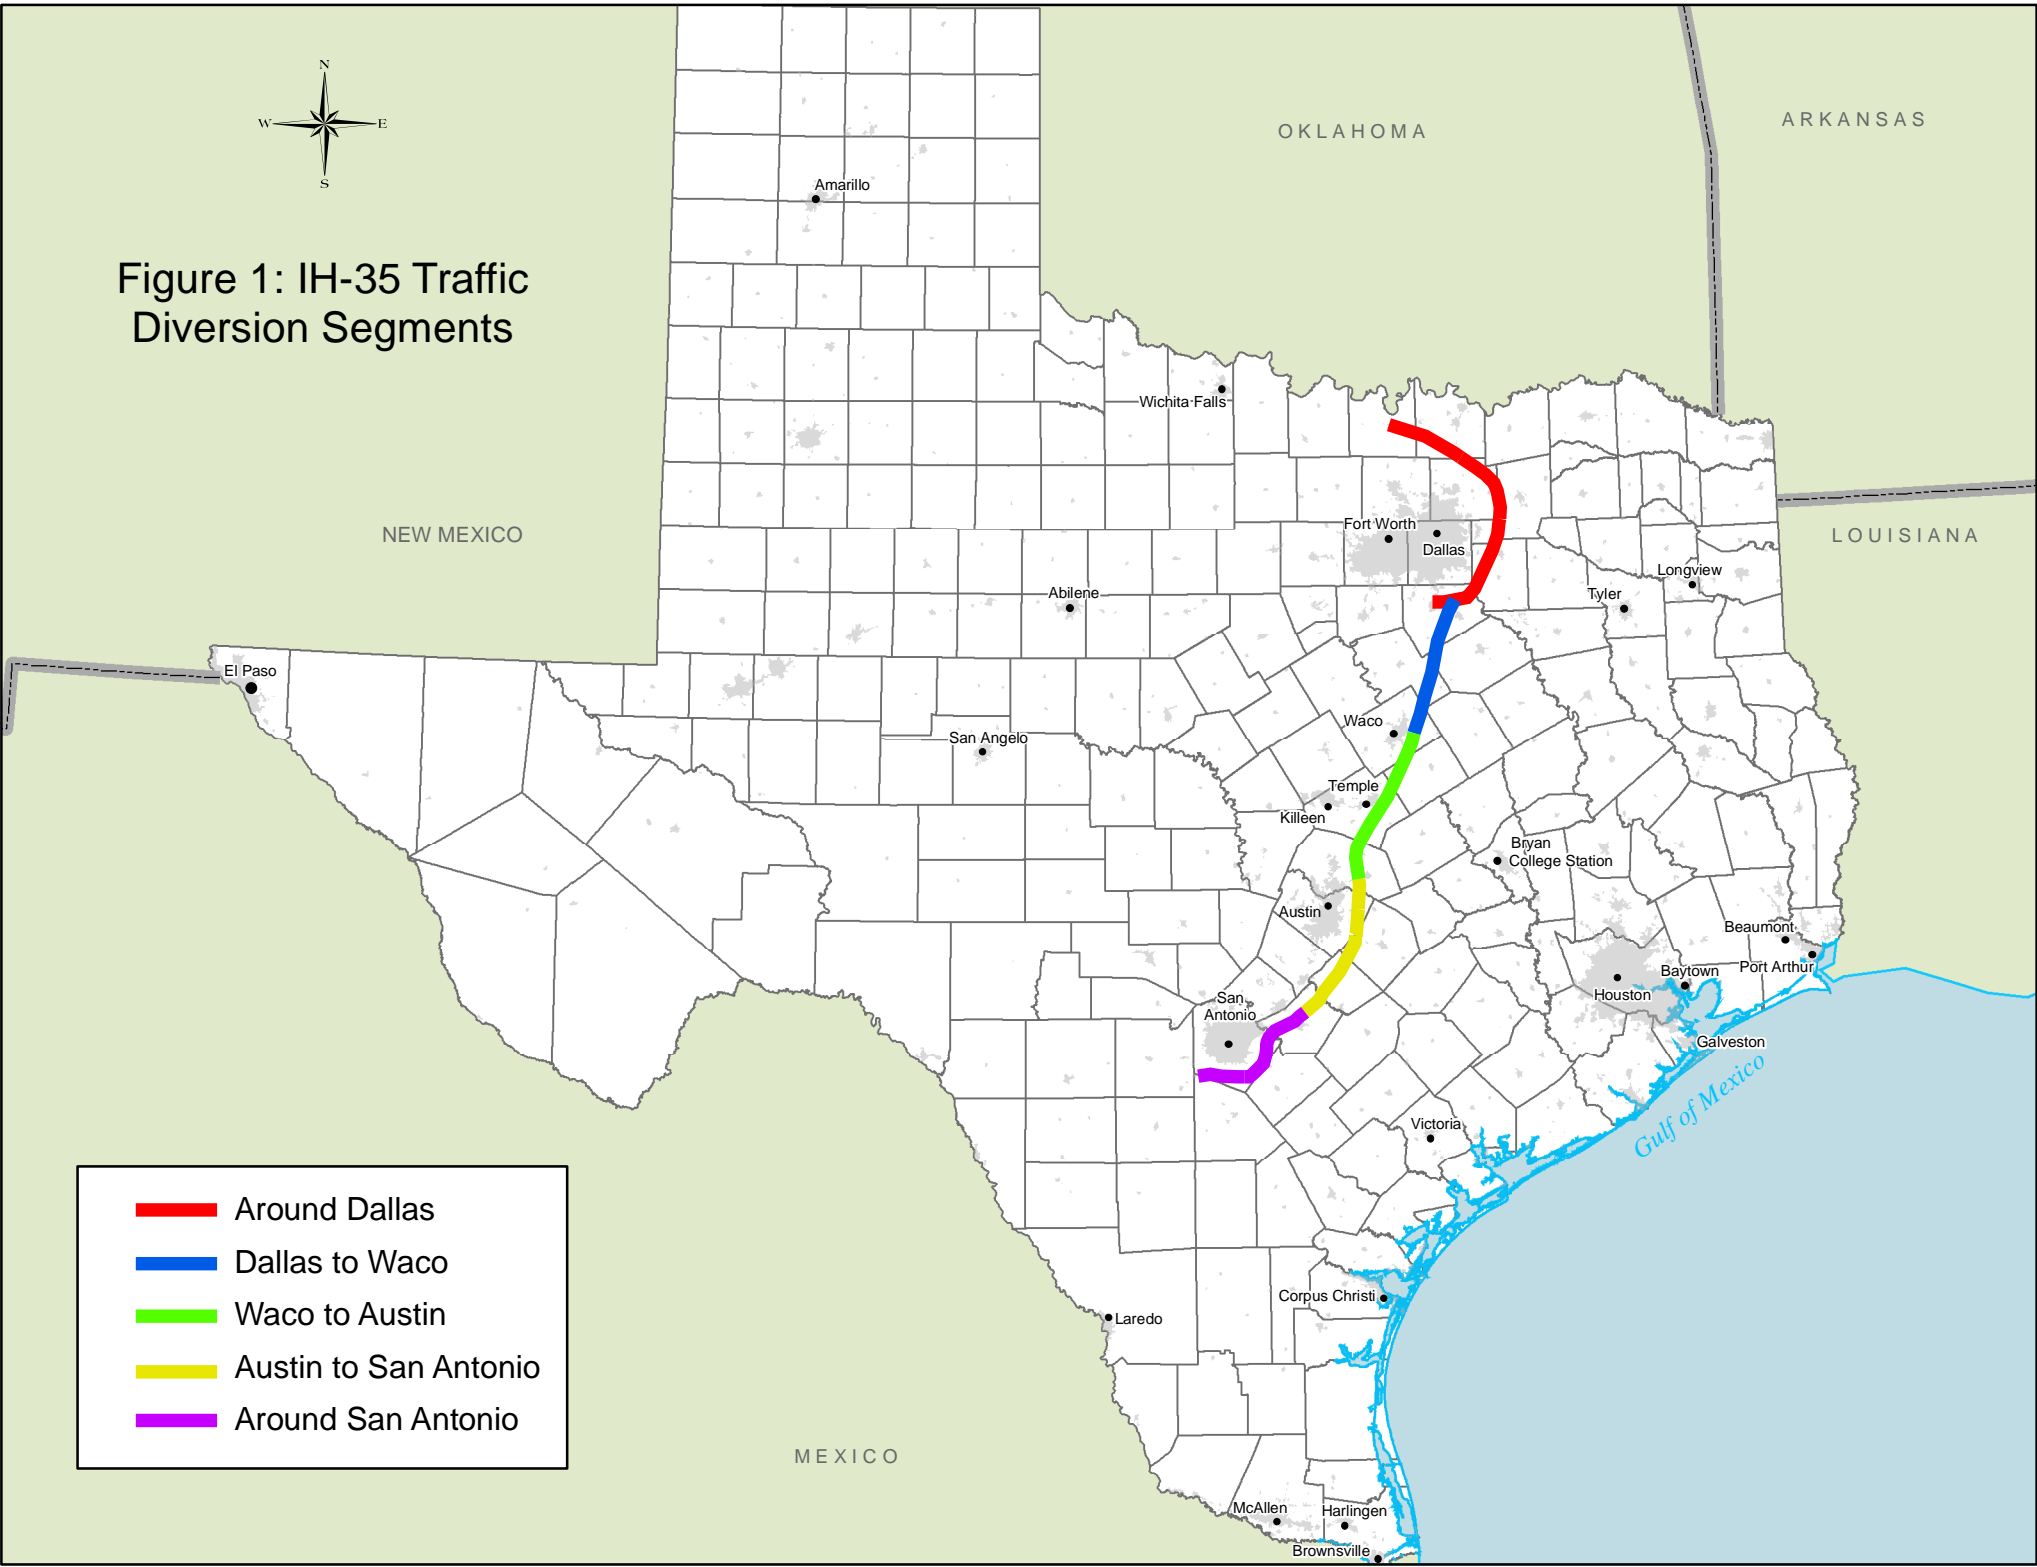 N
W E
S
OKLAHOMA
ARKANSAS
Amarillo
Figure 1: IH-35 Traffic
Diversion Segments
Wichita Falls
NEW MEXICO
Fort Worth
Dallas
LOUISIANA
Longview
Tyler
Abilene
El Paso
Waco
San Angelo
Temple
Killeen
Bryan
College Station
Austin
Beaumont
Port Arthur
Baytown
Houston
San
Antonio
Galveston
Gulf of Mexico
Victoria
Around Dallas
Dallas to Waco
Waco to Austin
Austin to San Antonio
Around San Antonio
Corpus Christi
Laredo
MEXICO
McAllen
Harlingen
Brownsville